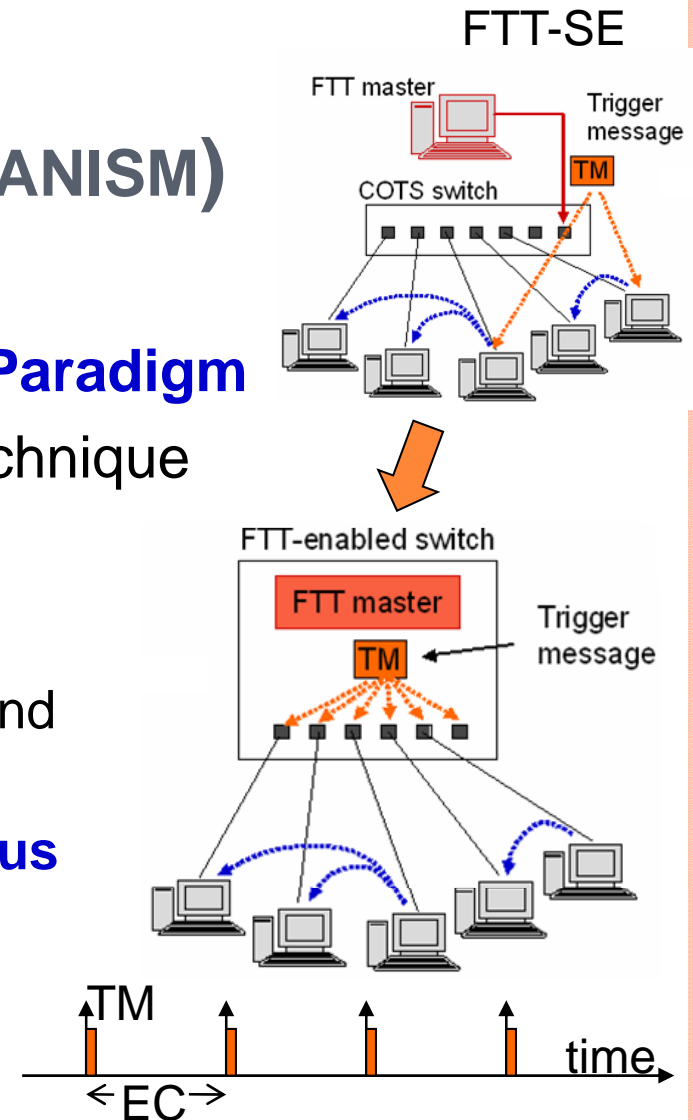 FTT-SE
FTT master
Trigger
message
TM
ANISM)
COTS switch
Paradigm
chnique
FTT-enabled switch
FTT master
Trigger
message
TM
nd
us
TM
time
EC